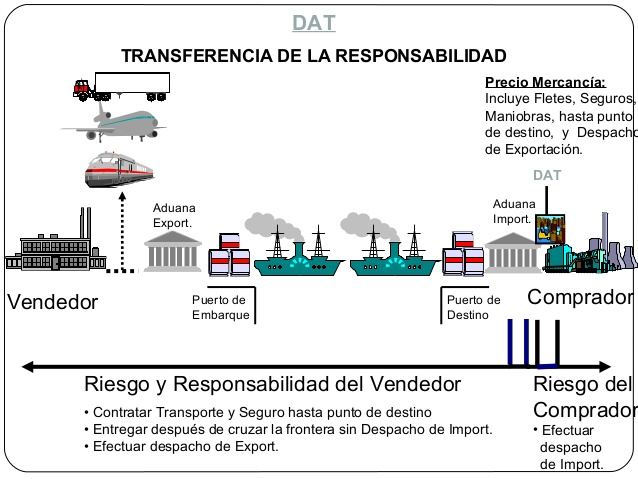 DAT
TRANSFERENCIA DE LA RESPONSABILIDAD
Precio Mercancía:
Incluye Fletes, Seguros,
Maniobras, hasta punto
de destino, y Despacho
de Exportación.
DAT
Aduana
Export.
Aduana
Import.
Vendedor
Puerto de
Embarque
Puerto de
Destino
Comprador
Riesgo y Responsabilidad del Vendedor
• Contratar Transporte y Seguro hasta punto de destino
• Entregar después de cruzar la frontera sin Despacho de Import.
• Efectuar despacho de Export.
Riesgo del
Comprador
• Efectuar
despacho
de Import.